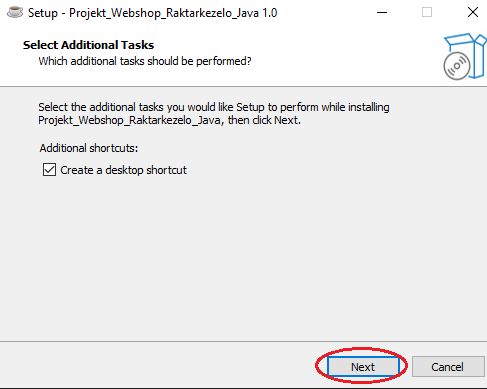 Setup - Projekt_Webshop_Raktarkezelo_Java 1.0
Select Additional Tasks
Which additional tasks should be performed?
Select the additional tasks you would like Setup to perform while installing
Projekt_Webshop_Raktarkezelo_Java, then click Next.
Additional shortcuts:
Create a desktop shortcut
Next
Cancel